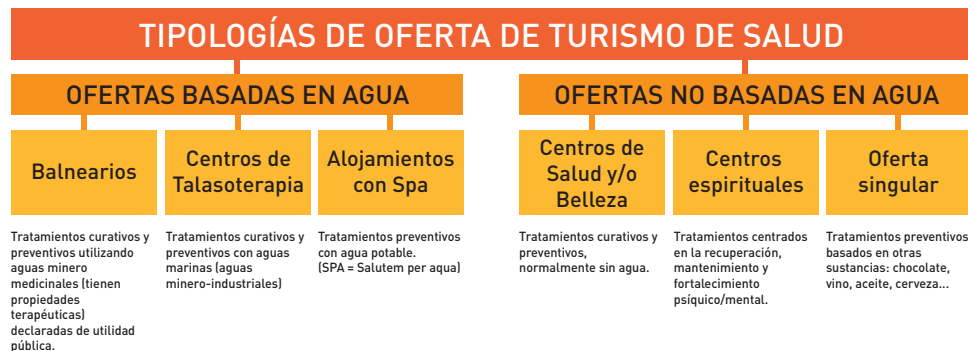 TIPOLOGÍAS DE OFERTA DE TURISMO DE SALUD
OFERTAS BASADAS EN AGUA
OFERTAS NO BASADAS EN AGUA
Balnearios
Centros de
Talasoterapia
Alojamientos
con Spa
Centros de
Salud y/o
Belleza
Centros
espirituales
Oferta
singular
Tratamientos curativos y
preventivos utilizando
aguas minero
medicinales (tienen
propiedades
terapéuticas)
declaradas de utilidad
pública.
Tratamientos curativos y
preventivos con aguas
marinas (aguas
minero-industriales)
Tratamientos preventivos
con agua potable.
(SPA = Salutem per aqua)
Tratamientos curativos y
preventivos,
normalmente sin agua.
Tratamientos centrados
en la recuperación,
mantenimiento y
fortalecimiento
psíquico/mental.
Tratamientos preventivos
basados en otras
sustancias: chocolate,
vino, aceite, cerveza...